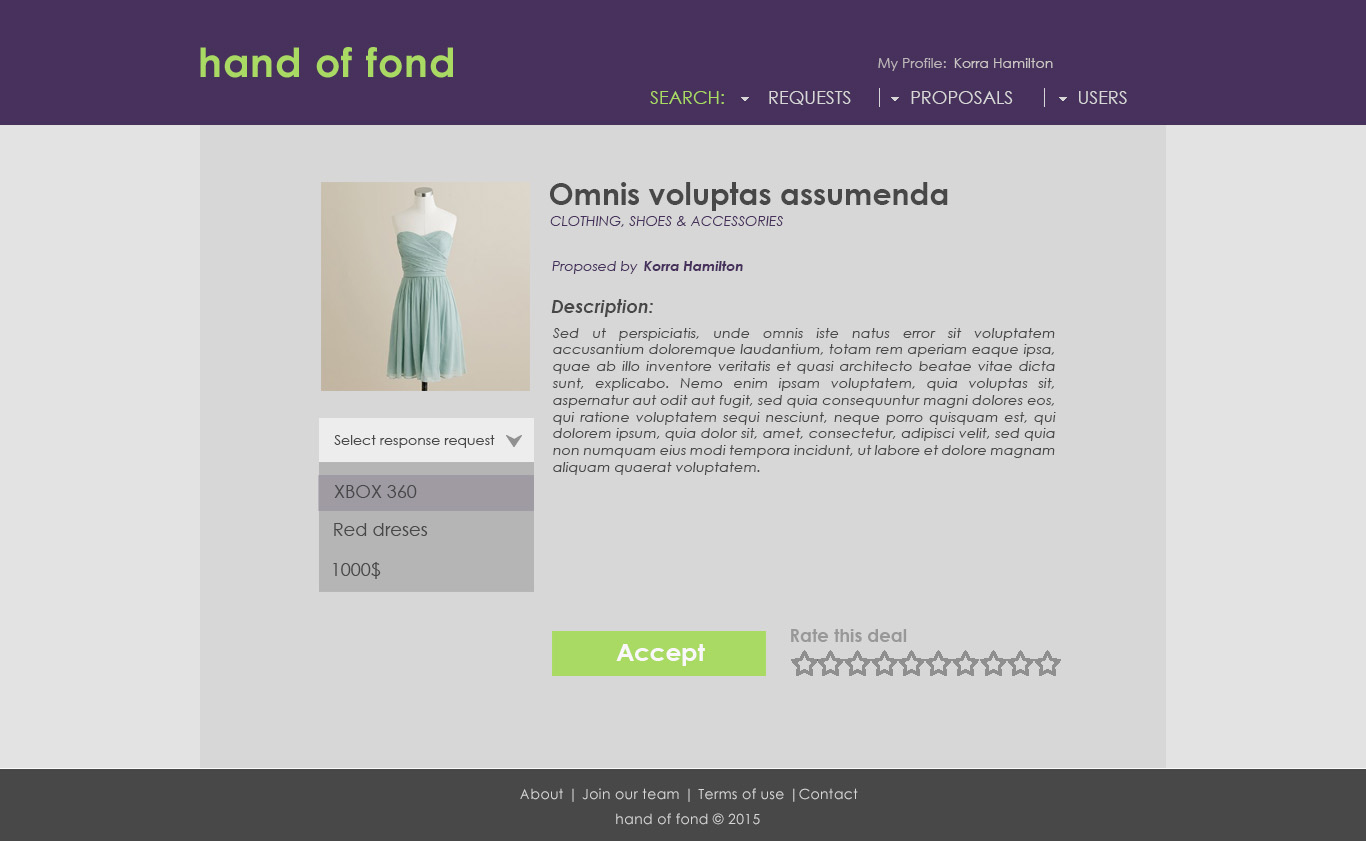 hand of fond
My Profile: Korra Hamilton
SEARCH: REQUESTS PROPOSALS USERS
Omnis voluptas assumenda
CLOTHING, SHOES & ACCESSORIES
Proposed by Korra Hamilton
Description:
Sed ut perspiciatis, unde omnis iste natus error sit voluptatem
accusantium doloremque laudantium, totam rem aperiam eaque ipsa,
quae ab illo inventore veritatis et quasi architecto beatae vitae dicta
sunt, explicabo. Nemo enim ipsam voluptatem, quia voluptas sit,
aspernatur aut odit aut fugit, sed quia consequuntur magni dolores eos,
qui ratione voluptatem sequi nesciunt, neque porro quisquam est, qui
dolorem ipsum, quia dolor sit, amet, consectetur, adipisci velit, sed quia
non numquam eius modi tempora incidunt, ut labore et dolore magnam
aliquam quaerat voluptatem.
Select response request
XBOX 360
Red dreses
1000$
Accept
Rate this deal
About | Join our team | Terms of use |Contact
hand of fond © 2015